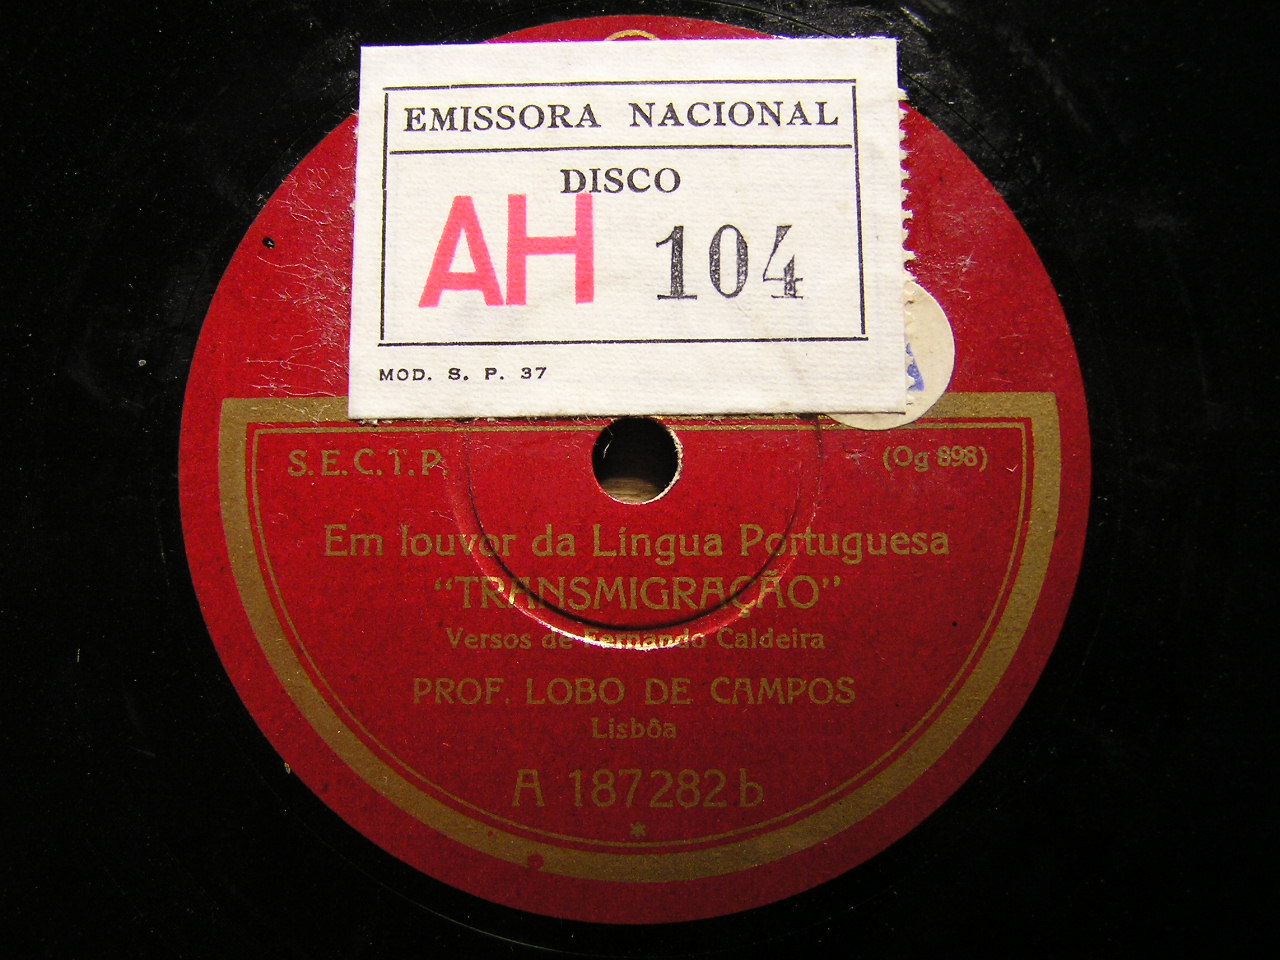 EMISSORA NACIONAL
DISCO
AH 104
MOD. S. P. 37
S.E.C.T.P. (Og 898)
Em louvor da Língua Portuguesa
“TRANSMIGRAÇÃO”
Versos de Fernando Caldeira
PROF. LOBO DE CAMPOS
Lisbôa
A 187282 b